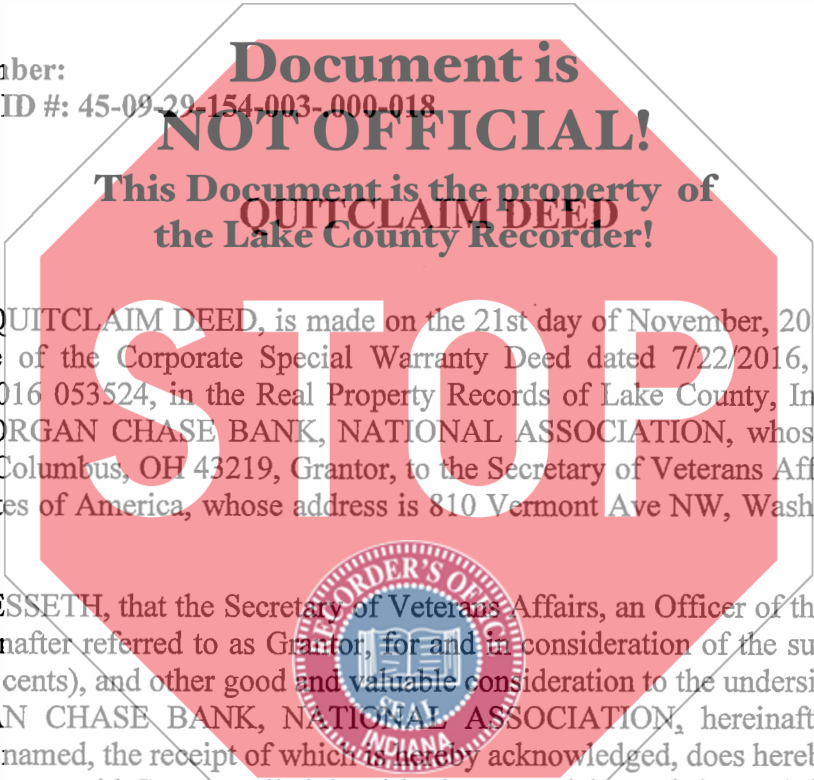 Document is
nber:
ID #: 45-09-29-154-003-.000-018
NOT OFFICIAL!
This Document is the property of
QUITCLAIM DEED
the Lake County Recorder!
STOP
QUITCLAIM DEED, is made on the 21st day of November, 20
e of the Corporate Special Warranty Deed dated 7/22/2016,
016 053524, in the Real Property Records of Lake County, In
ORGAN CHASE BANK, NATIONAL ASSOCIATION, whos
Columbus, OH 43219, Grantor, to the Secretary of Veterans Aff
es of America, whose address is 810 Vermont Ave NW, Wash
RECORDER'S OFFICE
ESSETH, that the Secretary of Veterans Affairs, an Officer of th
nafter referred to as Grantor, for and in consideration of the su
cents), and other good and valuable consideration to the undersi
SEAL
AN CHASE BANK, NATIONAL ASSOCIATION, hereinaft
INDIANA
named, the receipt of which is hereby acknowledged, does hereb